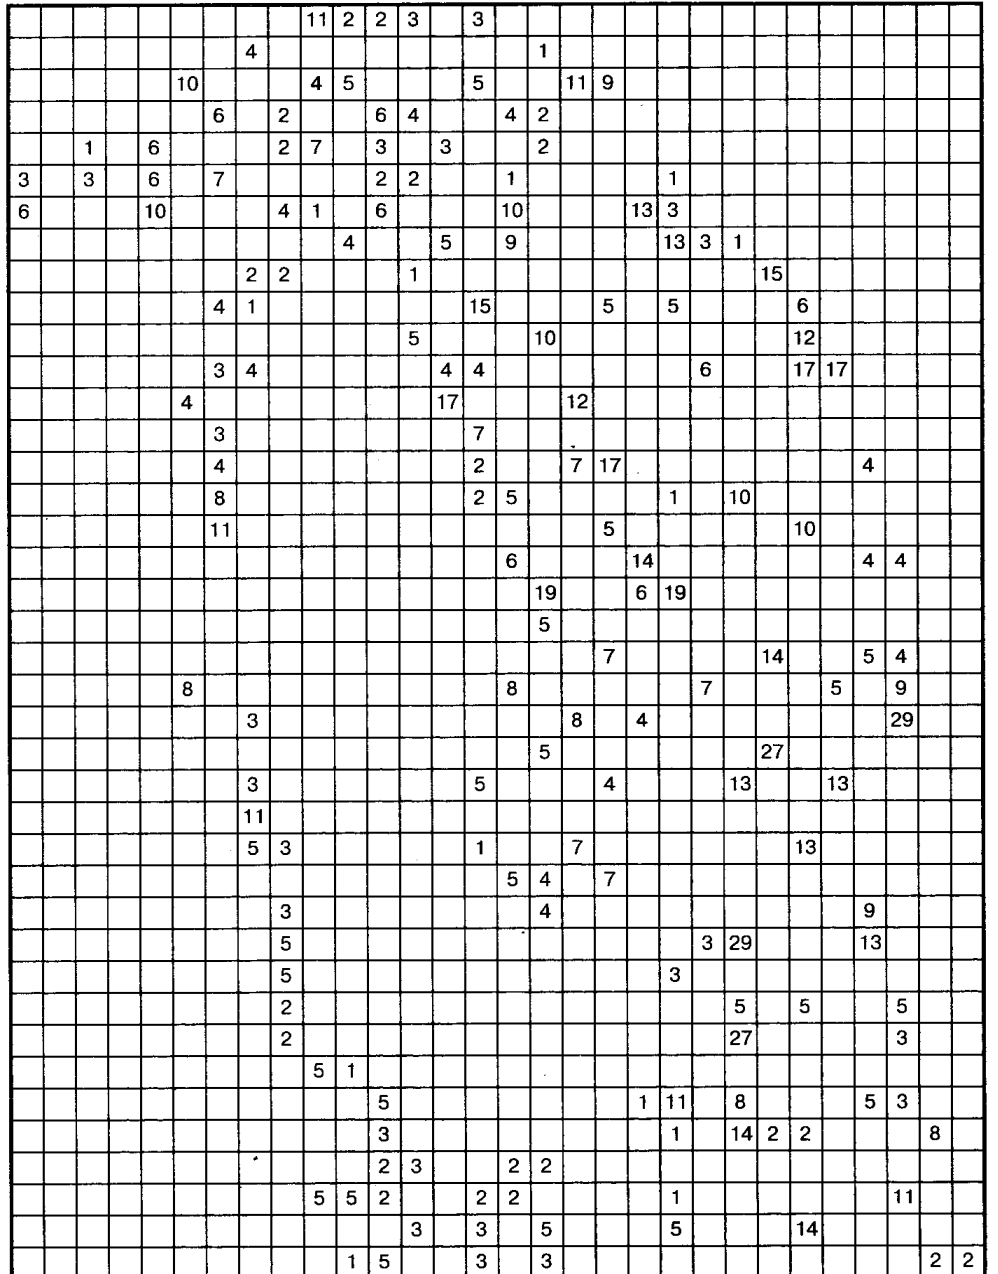 11 2 2 3 3
4 1
10 4 5 5 11 9
6 2 6 4 4 2
1 6 2 7 3 3 2
3 3 6 7 2 2 1 1
6 10 4 1 6 10 13 3
4 5 9 13 3 1
2 2 1 15
4 1 15 5 5 6
5 10 12
3 4 4 4 6 17 17
4 17 12
3 7
4 2 7 17 4
8 2 5 1 10
11 5 10
6 14 4 4
19 6 19
5
7 14 5 4
8 8 7 5 9
3 8 4 29
5 27
3 5 4 13 13
11
5 3 1 7 13
5 4 7
3 4 9
5 3 29 13
5 3
2 5 5 5
2 27 3
5 1
5 1 11 8 5 3
3 1 14 2 2 8
2 3 2 2
5 5 2 2 2 1 11
3 3 5 5 14
1 5 3 3 2 2